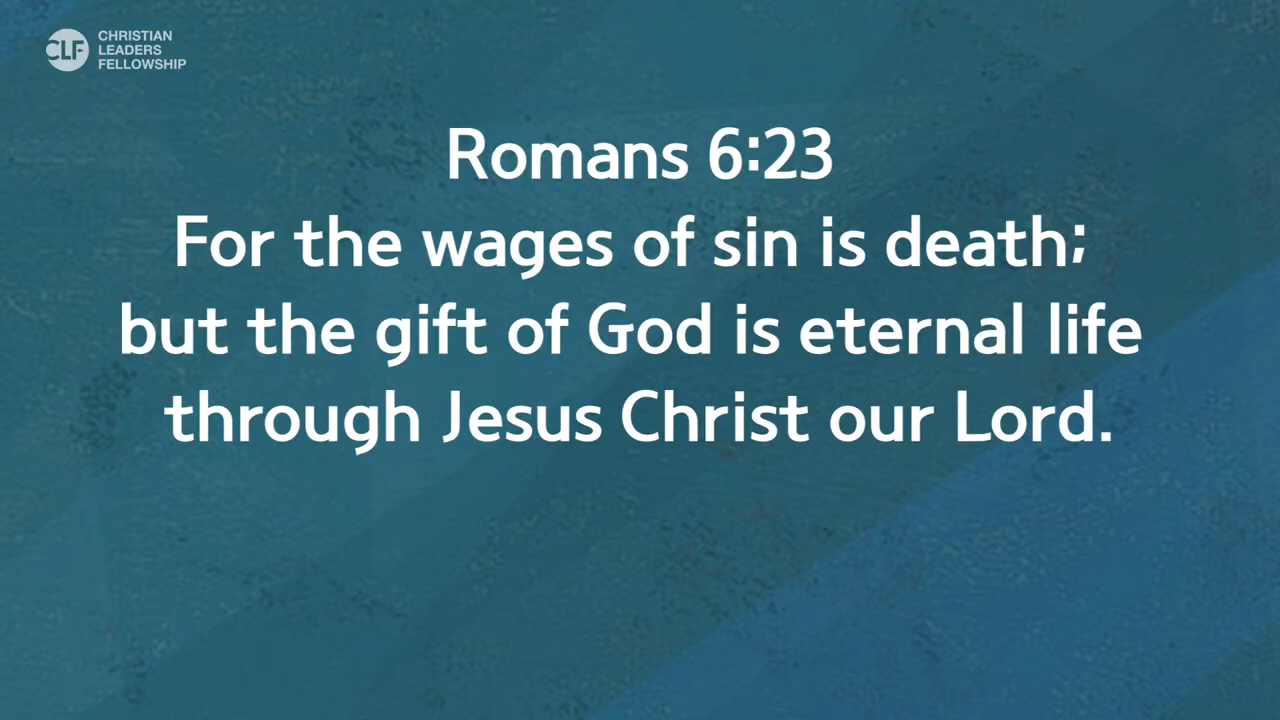 CLF
CHRISTIAN
LEADERS
FELLOWSHIP
Romans 6:23
For the wages of sin is death;
but the gift of God is eternal life
through Jesus Christ our Lord.